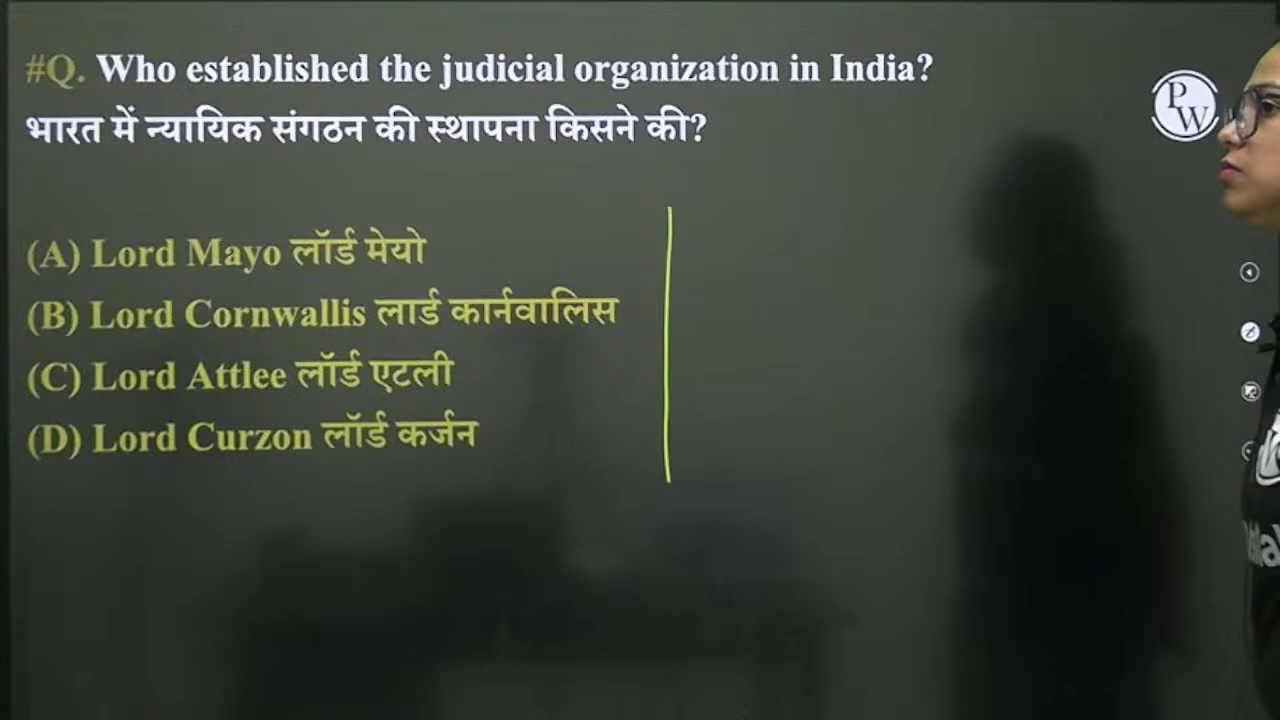 #Q. Who established the judicial organization in India?
भारत में न्यायिक संगठन की स्थापना किसने की?
(A) Lord Mayo लॉर्ड मेयो
(B) Lord Cornwallis लार्ड कार्नवालिस
(C) Lord Attlee लॉर्ड एटली
(D) Lord Curzon लॉर्ड कर्जन
P
W